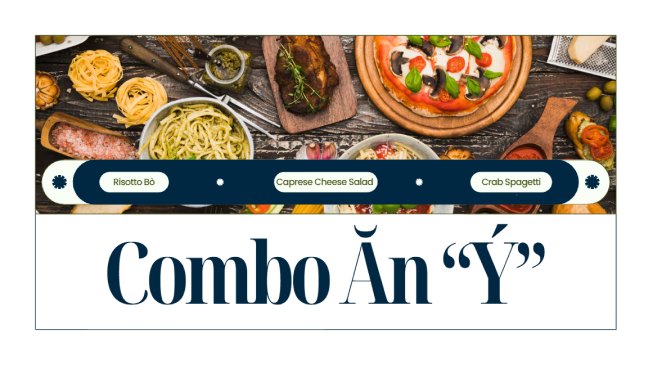 Risotto Bò
Caprese Cheese Salad
Crab Spagetti
Combo Ăn “Ý”